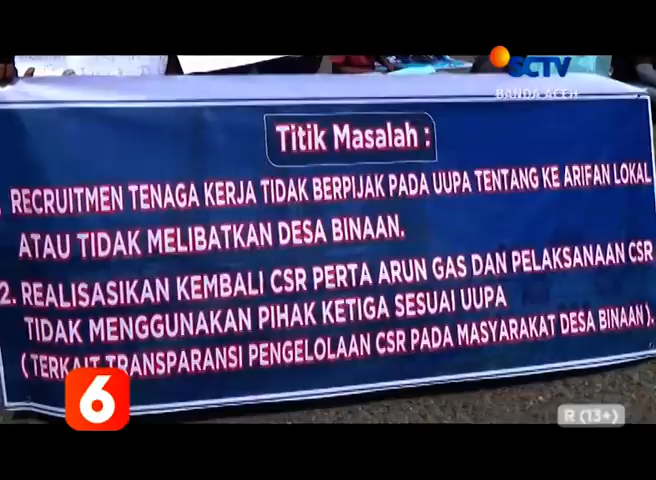 SCTV
BANDA ACEH
Titik Masalah :
RECRUITMEN TENAGA KERJA TIDAK BERPIJAK PADA UUPA TENTANG KE ARIFAN LOKAL
ATAU TIDAK MELIBATKAN DESA BINAAN.
2. REALISASIKAN KEMBALI CSR PERTA ARUN GAS DAN PELAKSANAAN CSR
TIDAK MENGGUNAKAN PIHAK KETIGA SESUAI UUPA
(TERKAIT TRANSPARANSI PENGELOLAAN CSR PADA MASYARAKAT DESA BINAAN).
6
R (13+)